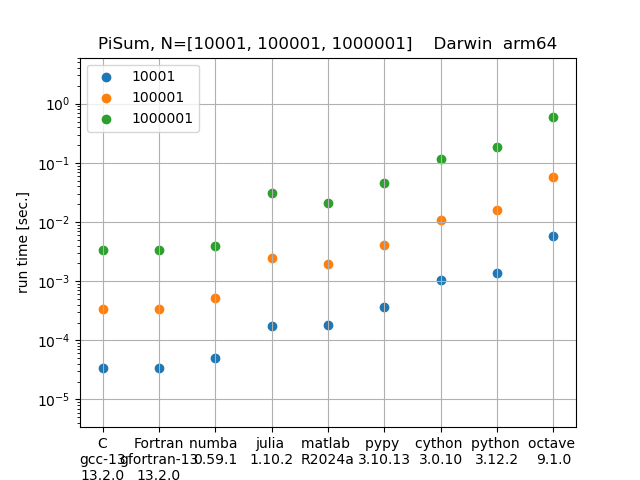 PiSum, N=[10001, 100001, 1000001]    Darwin  arm64
10001
100001
1000001
10^0
10^-1
10^-2
10^-3
10^-4
10^-5
run time [sec.]
C Fortran numba julia matlab pypy cython python octave
gcc-13 gfortran-13 0.59.1 1.10.2 R2024a 3.10.13 3.0.10 3.12.2 9.1.0
13.2.0 13.2.0